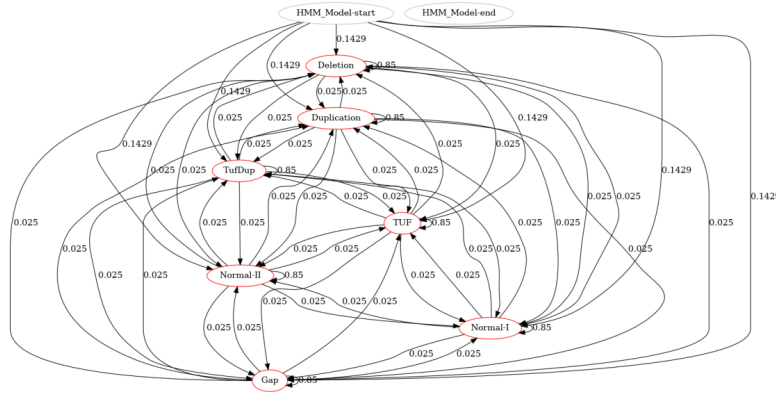 HMM_Model-start HMM_Model-end
0.1429
Deletion 0.85
0.1429 0.1429
0.025 0.025
Duplication 0.85
0.025 0.025
0.1429 0.025 0.025 0.025 0.025 0.1429 0.025
TufDup 0.85
0.025 0.025 0.025 0.025 0.025 0.025 0.1429
0.025 0.025 0.025 0.025 0.025 0.1429
TUF 0.85
0.025 0.025 0.025 0.025 0.025 0.025 0.025 0.025
Normal-II 0.85
0.025 0.025 0.025 0.025 0.025
0.025 0.025 0.025 0.025
Normal-I 0.85
0.025 0.025
Gap 0.85